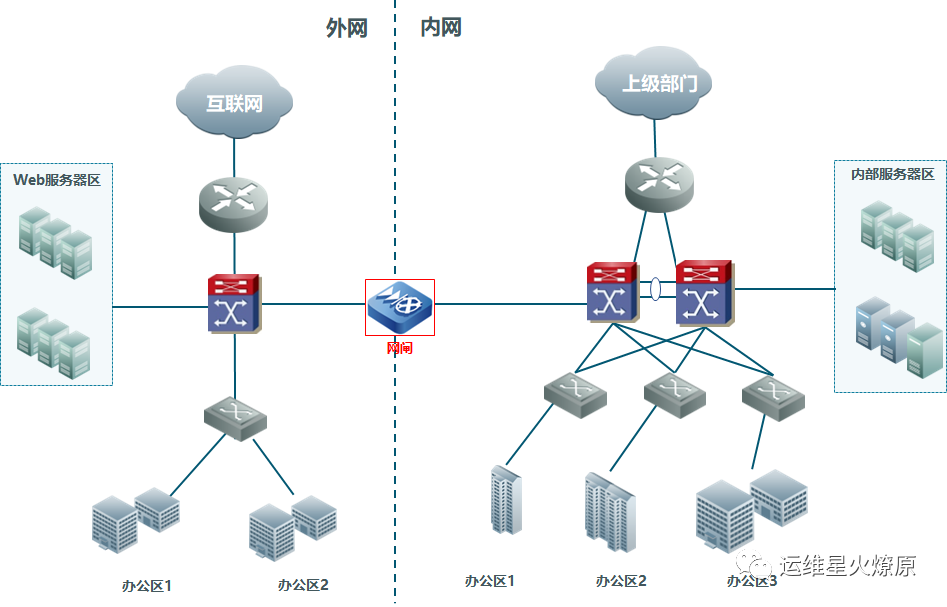 外网
内网
互联网
上级部门
Web服务器区
内部服务器区
网闸
办公区1
办公区2
办公区1
办公区2
办公区3
运维星火燎原